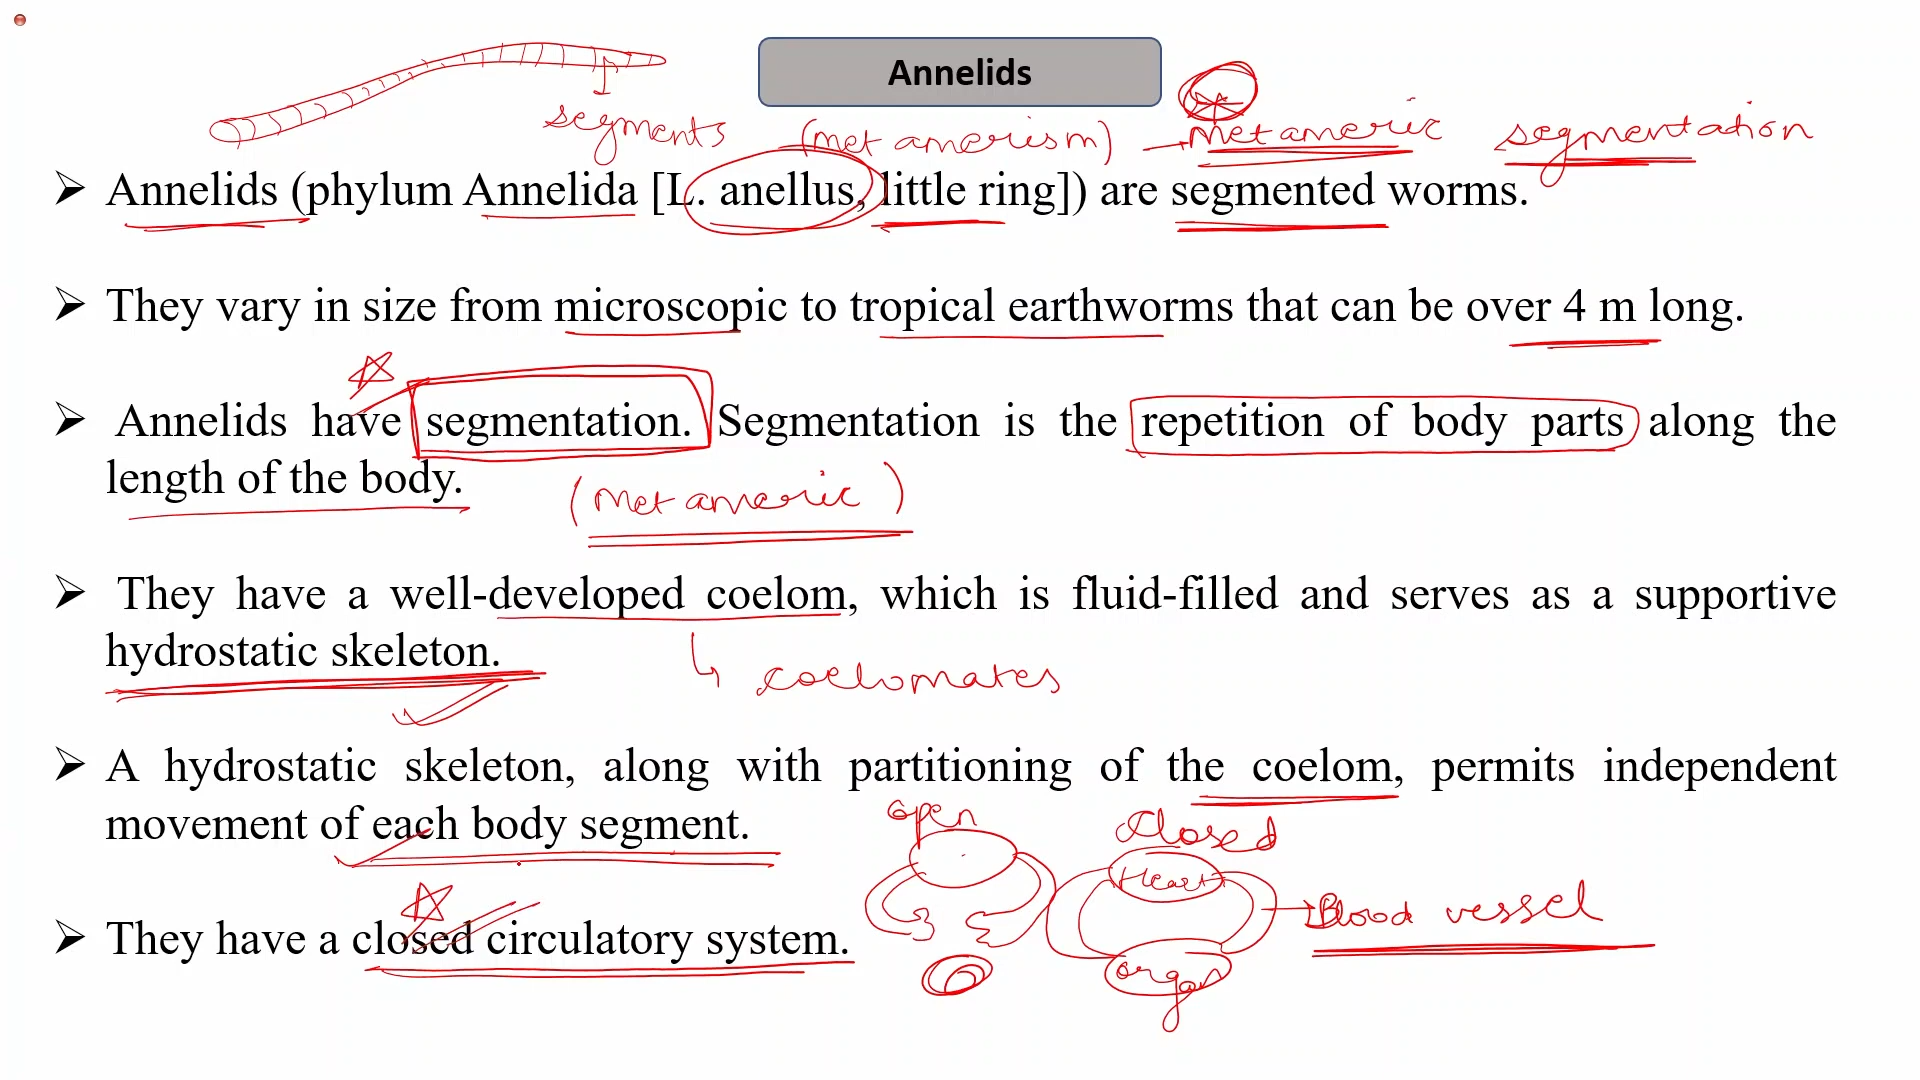 Annelids
segments (metamerism) → metameric segmentation
➤ Annelids (phylum Annelida [L. anellus, little ring]) are segmented worms.
➤ They vary in size from microscopic to tropical earthworms that can be over 4 m long.
➤ Annelids have segmentation. Segmentation is the repetition of body parts along the
length of the body.
(metameric)
➤ They have a well-developed coelom, which is fluid-filled and serves as a supportive
hydrostatic skeleton.
coelomates
➤ A hydrostatic skeleton, along with partitioning of the coelom, permits independent
movement of each body segment.
open closed
Heart
Blood vessel
➤ They have a closed circulatory system.
organ